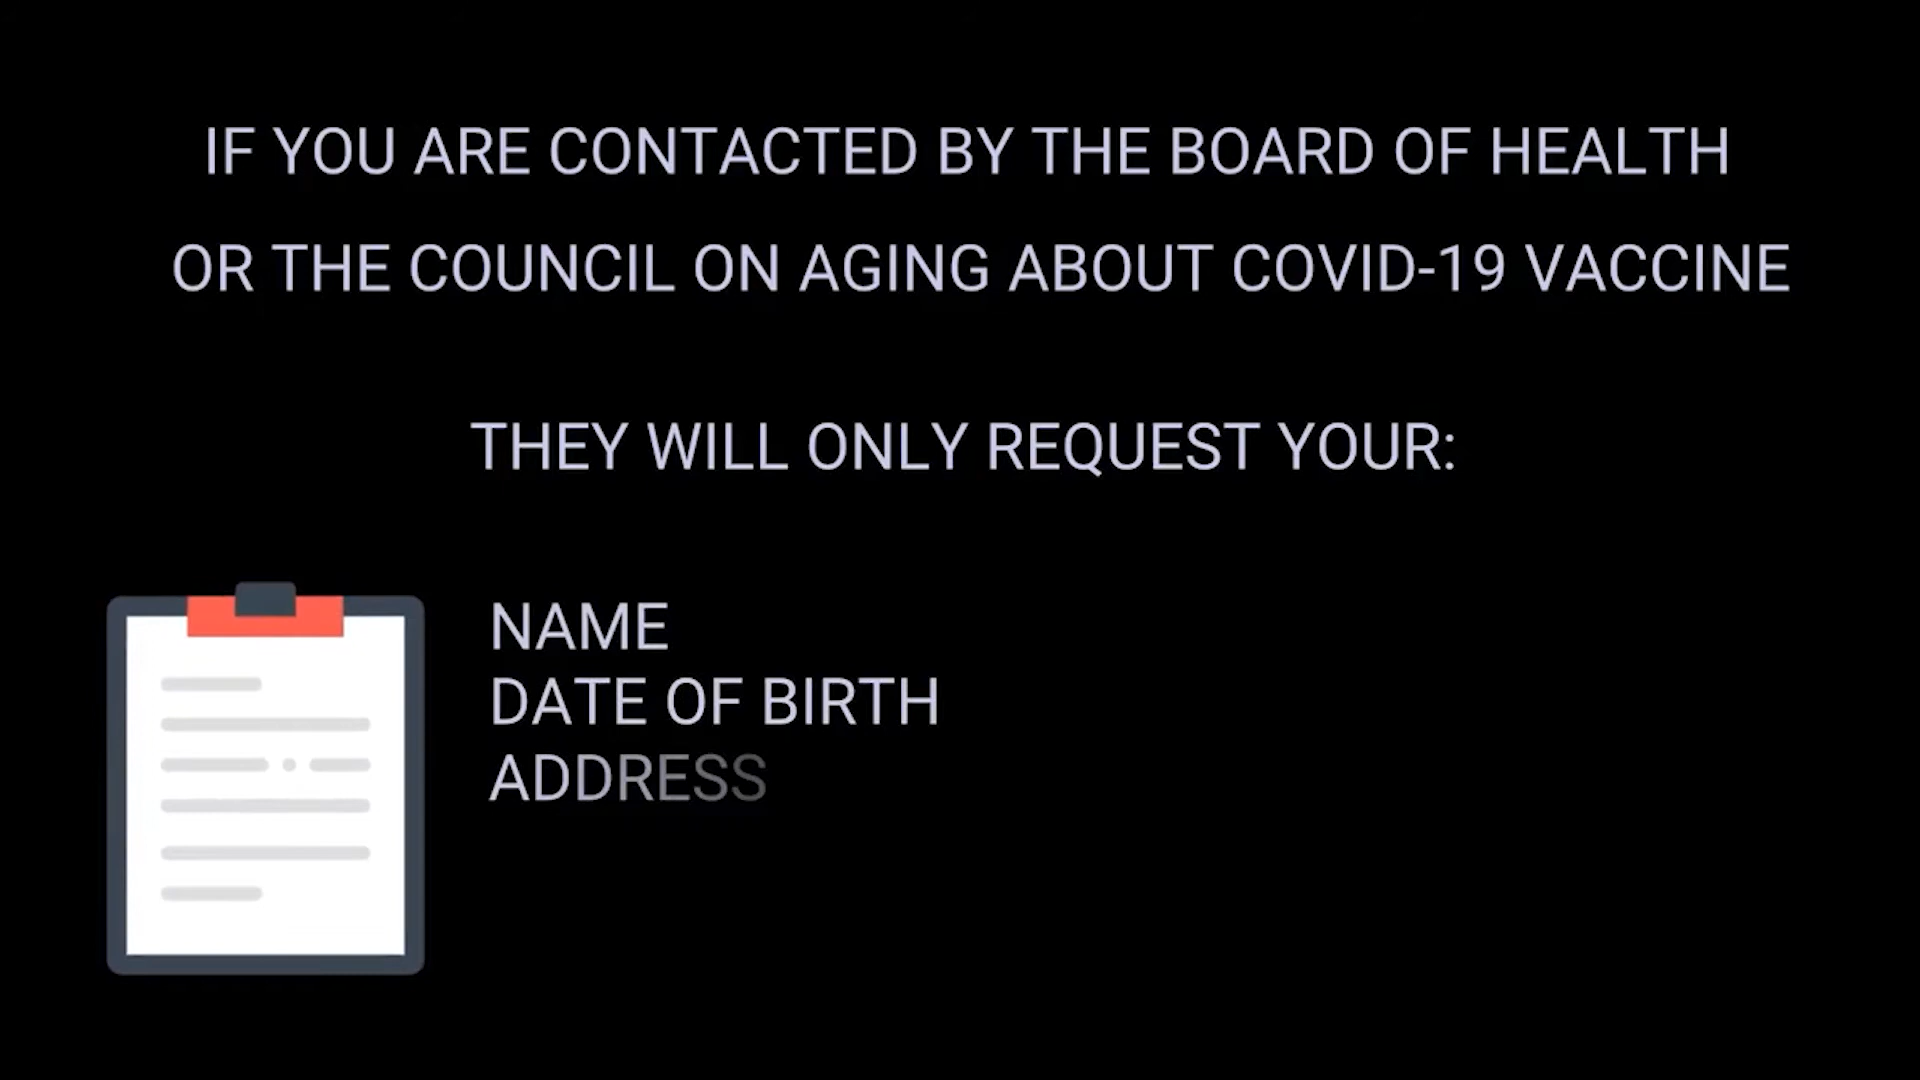 IF YOU ARE CONTACTED BY THE BOARD OF HEALTH
OR THE COUNCIL ON AGING ABOUT COVID-19 VACCINE
THEY WILL ONLY REQUEST YOUR:
NAME
DATE OF BIRTH
ADDRESS